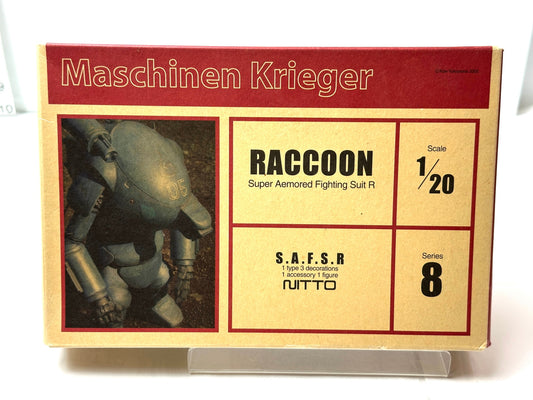 Maschinen Krieger
RACCOON
Super Aemored Fighting Suit R
Scale
1/20
S.A.F.S.R
1 type 3 decorations
1 accessory 1 figure
NITTO
Series
8
10